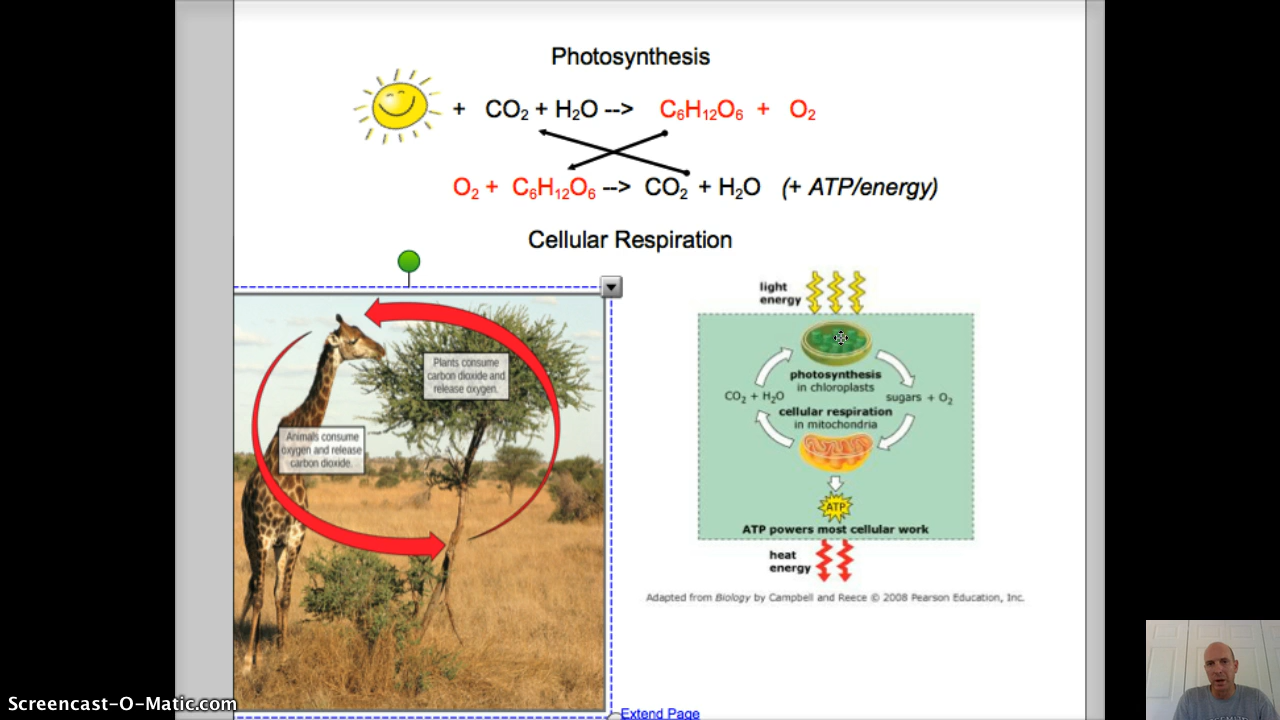 Photosynthesis
+ CO₂ + H₂O --> C₆H₁₂O₆ + O₂
O₂ + C₆H₁₂O₆ --> CO₂ + H₂O (+ ATP/energy)
Cellular Respiration
Plants consume
carbon dioxide and
release oxygen.
Animals consume
oxygen and release
carbon dioxide.
light
energy
photosynthesis
in chloroplasts
CO₂ + H₂O
sugars + O₂
cellular respiration
in mitochondria
ATP
ATP powers most cellular work
heat
energy
Adapted from Biology by Campbell and Reece © 2008 Pearson Education, Inc.
Extend Page
Screencast-O-Matic.com